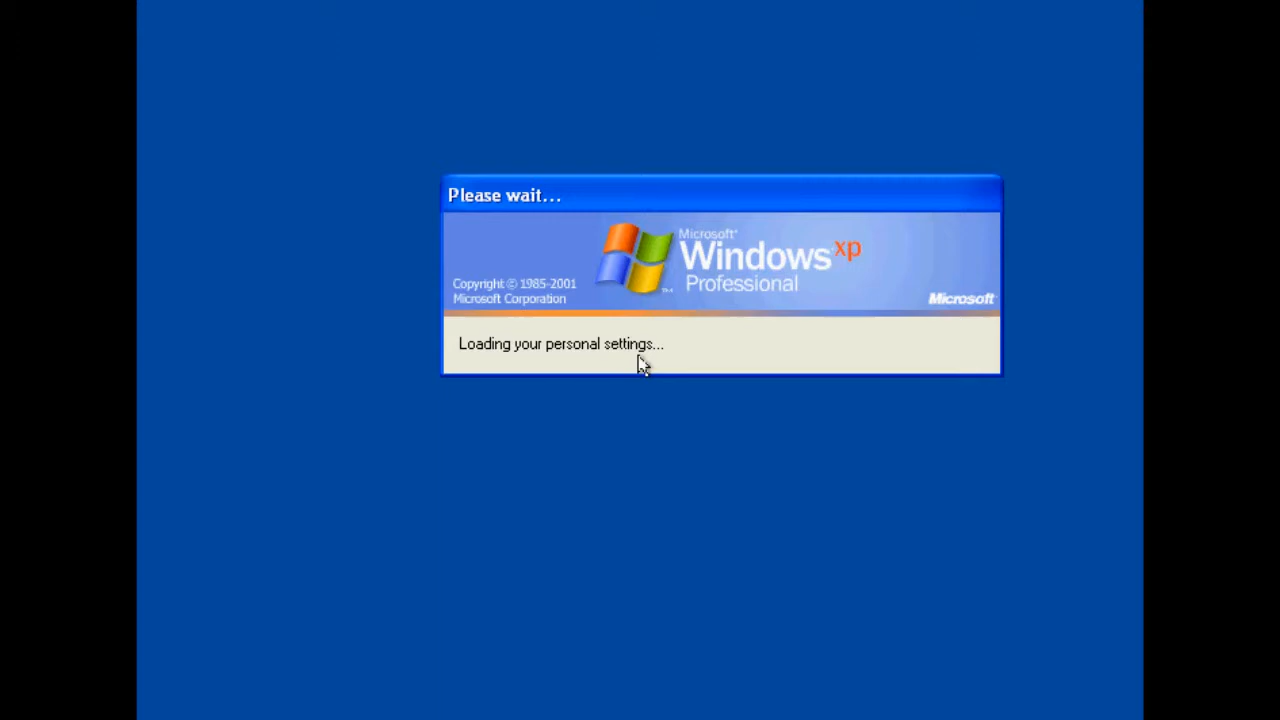 Please wait...
Microsoft®
Windows xp
Professional
Copyright © 1985-2001
Microsoft Corporation
Microsoft
Loading your personal settings...